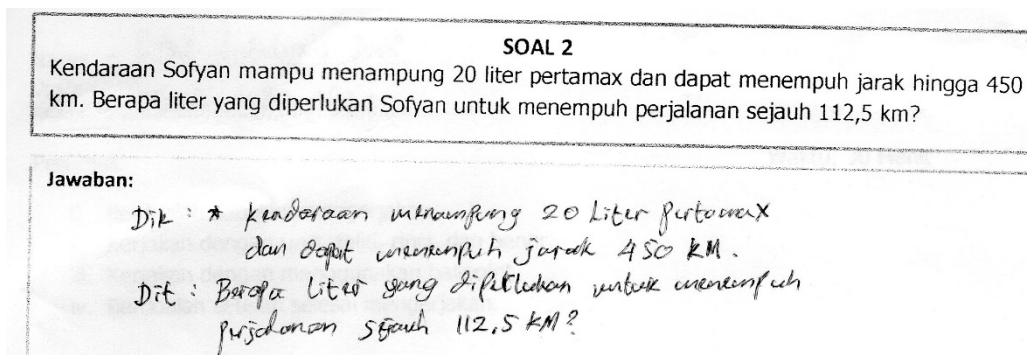 SOAL 2
Kendaraan Sofyan mampu menampung 20 liter pertamax dan dapat menempuh jarak hingga 450
km. Berapa liter yang diperlukan Sofyan untuk menempuh perjalanan sejauh 112,5 km?
Jawaban:
Dik : * kendaraan menampung 20 Liter Pertamax
dan dapat menempuh jarak 450 KM.
Dit : Berapa liter yang diperlukan untuk menempuh
perjalanan sejauh 112,5 KM?